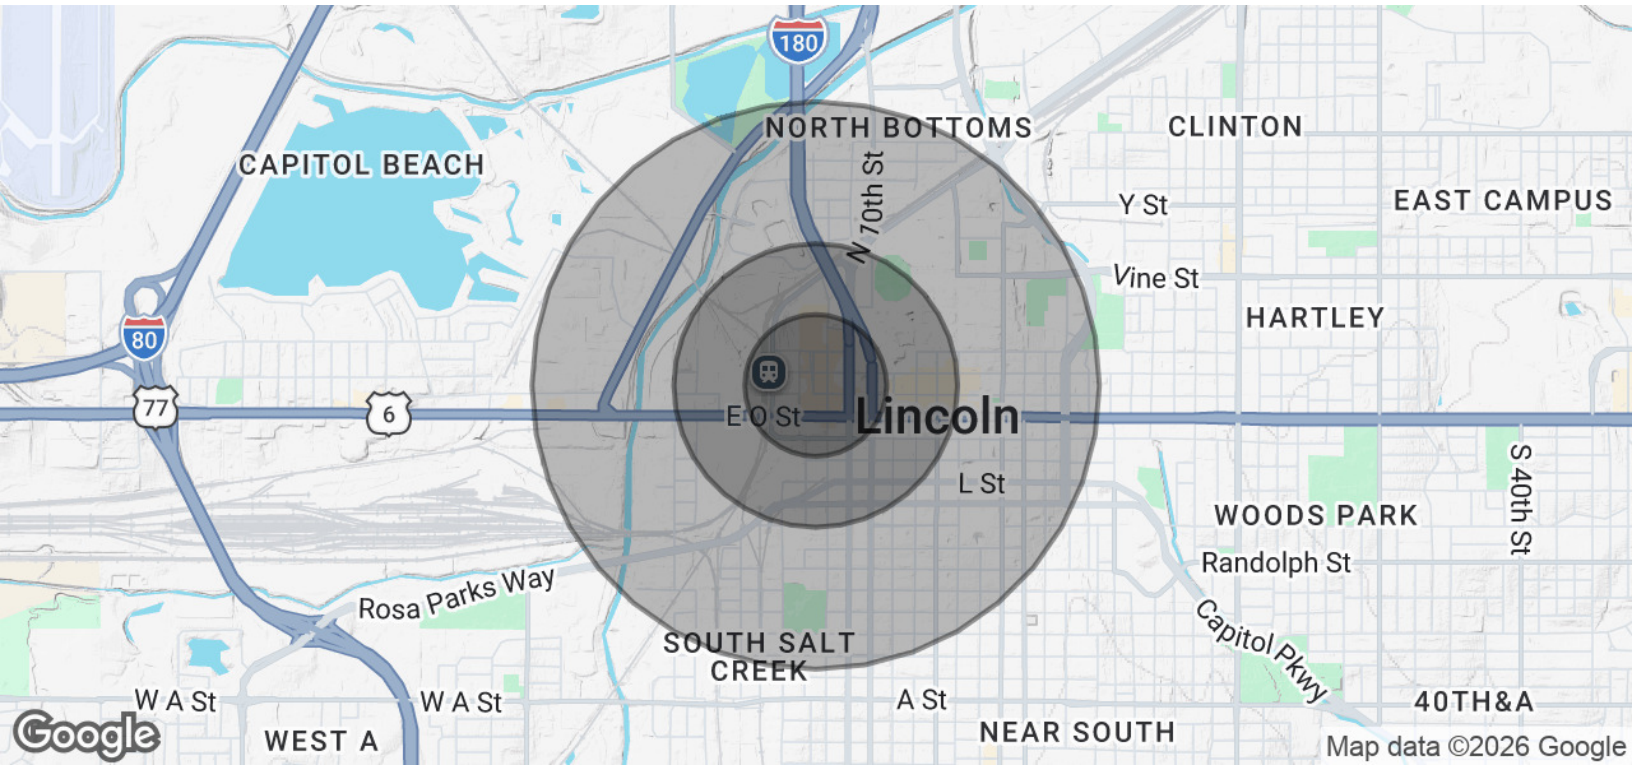 180
NORTH BOTTOMS
CLINTON
CAPITOL BEACH
N 70th St
Y St
EAST CAMPUS
Vine St
HARTLEY
80
77
6
E O St
Lincoln
L St
S 40th St
WOODS PARK
Randolph St
Rosa Parks Way
Capitol Pkwy
SOUTH SALT
CREEK
W A St
W A St
A St
40TH&A
Google
WEST A
NEAR SOUTH
Map data ©2026 Google